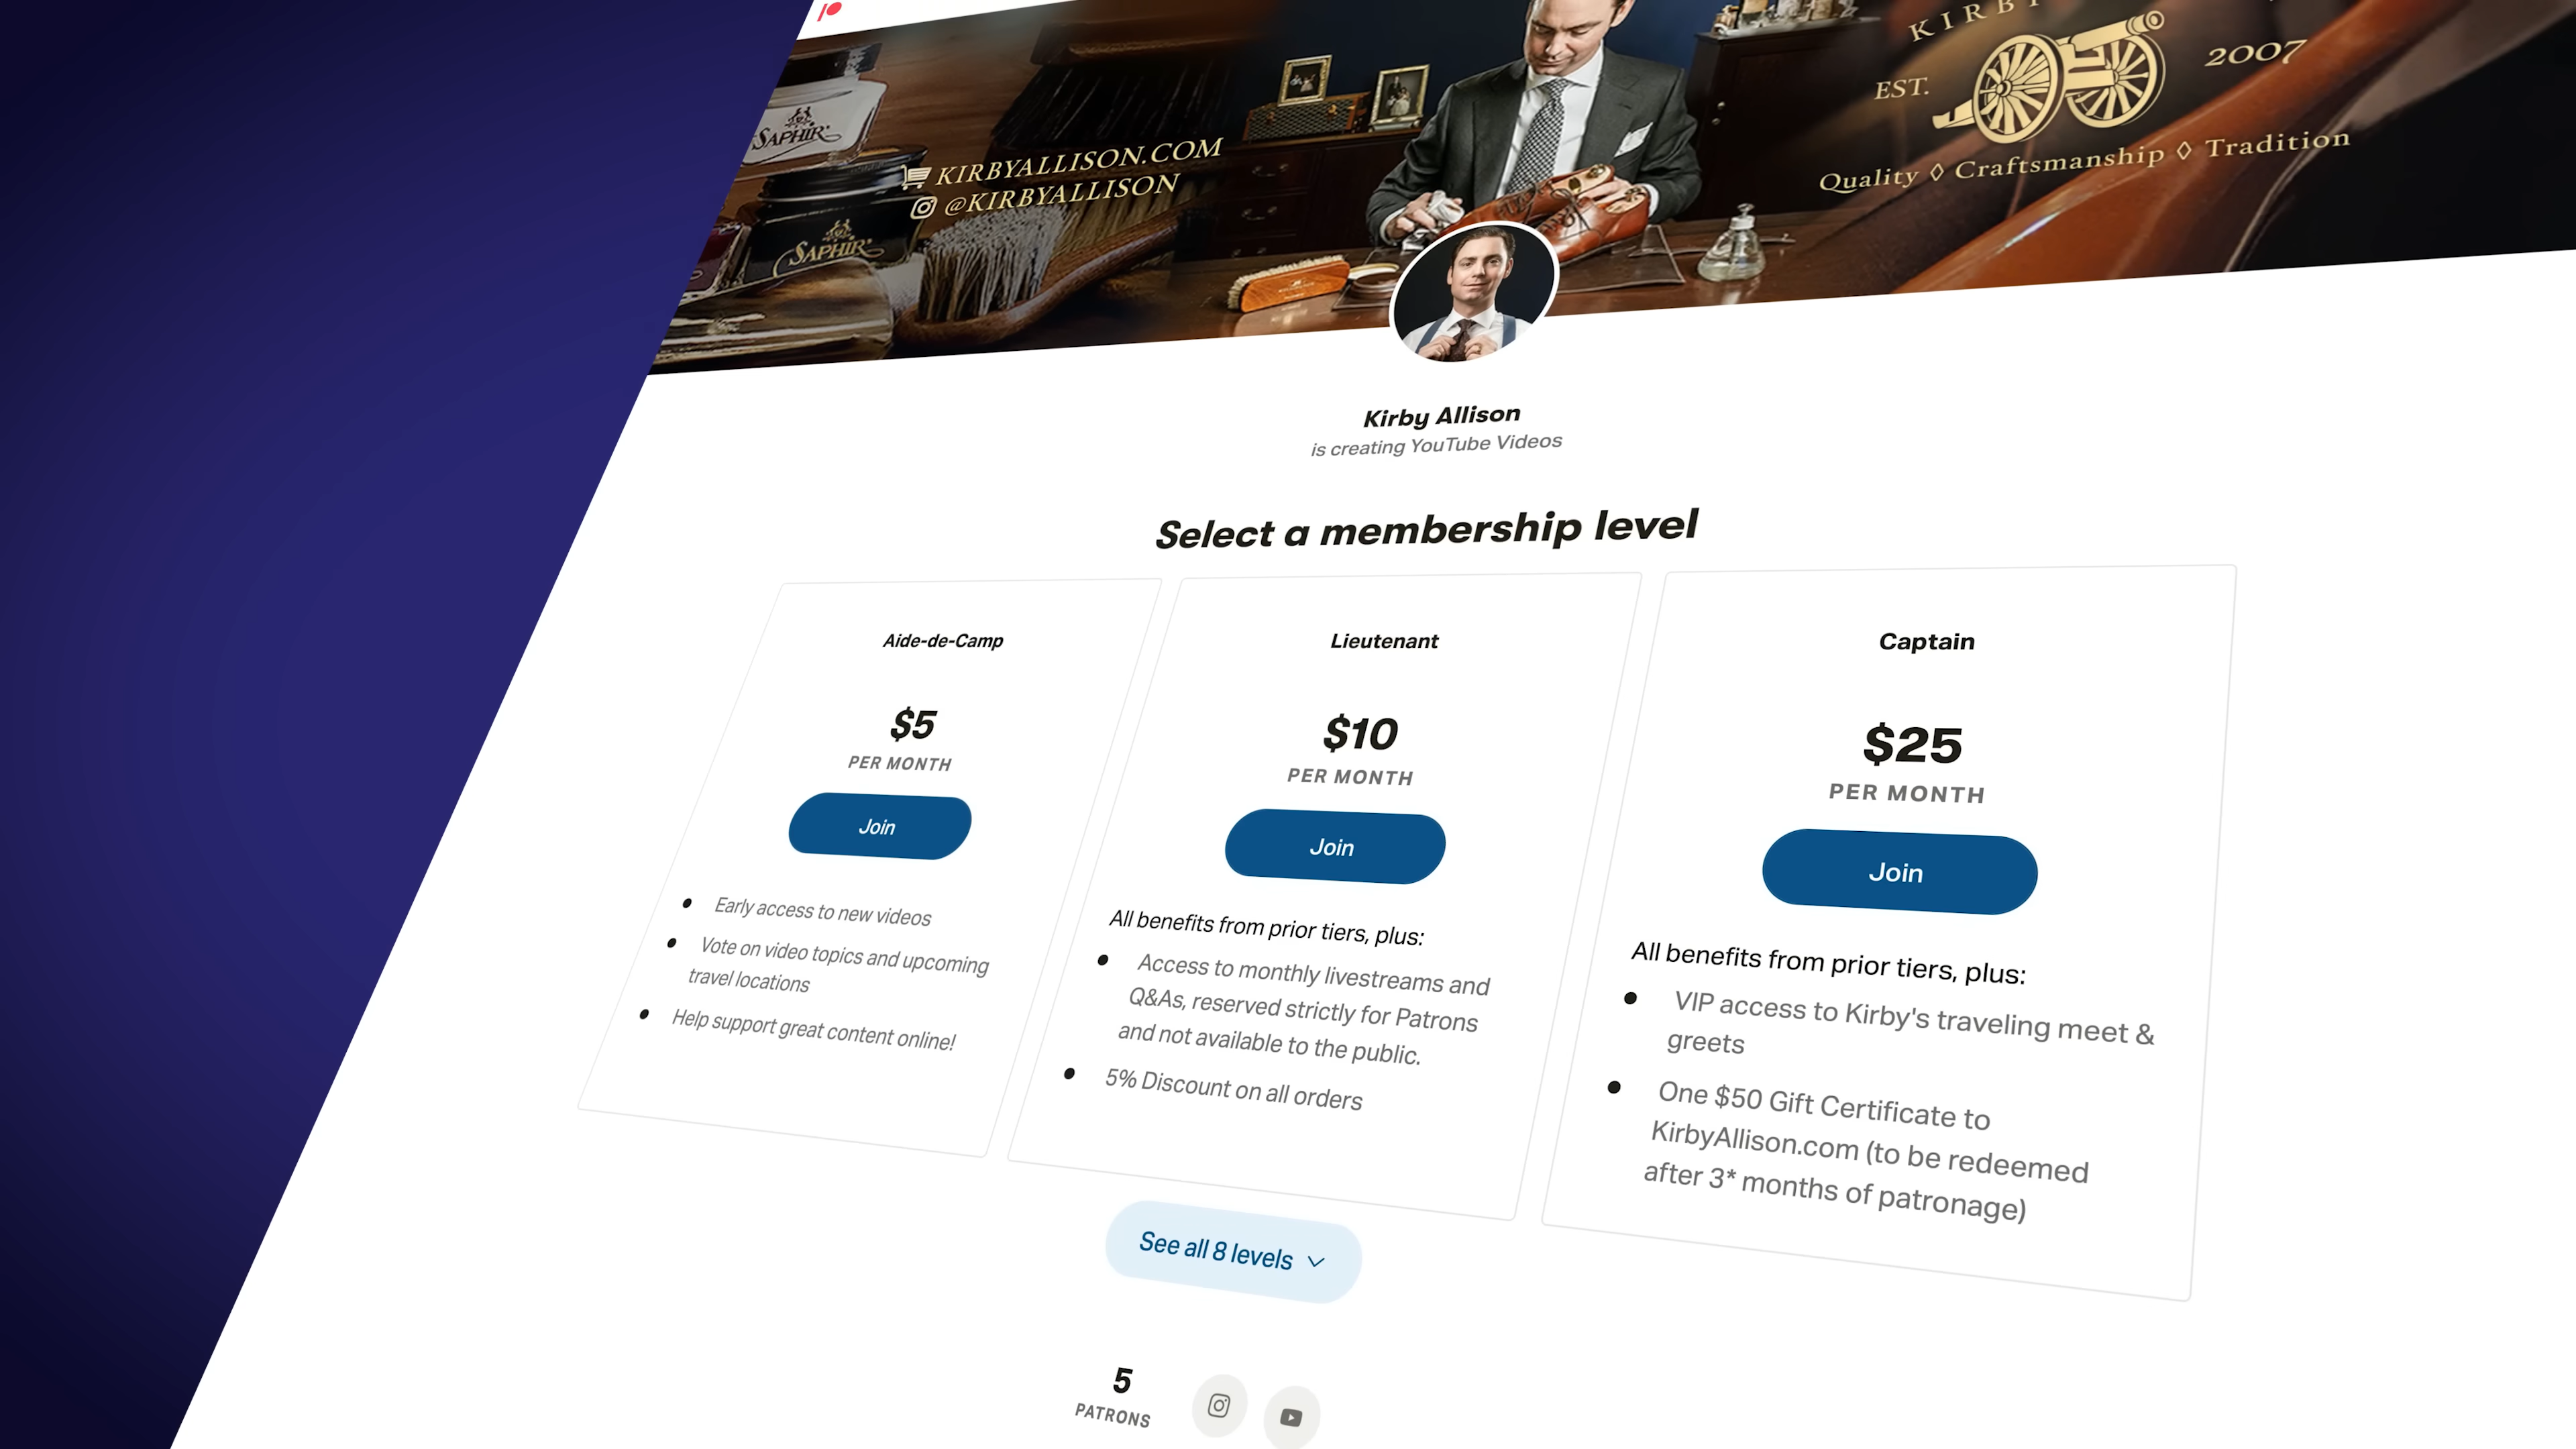 KIRBY
EST.
2007
Quality ◊ Craftsmanship ◊ Tradition
SAPHIR
SAPHIR
KIRBYALLISON.COM
@KIRBYALLISON
Kirby Allison
is creating YouTube Videos
Select a membership level
Aide-de-Camp
$5
PER MONTH
Join
Early access to new videos
Vote on video topics and upcoming
travel locations
Help support great content online!
Lieutenant
$10
PER MONTH
Join
All benefits from prior tiers, plus:
Access to monthly livestreams and
Q&As, reserved strictly for Patrons
and not available to the public.
5% Discount on all orders
Captain
$25
PER MONTH
Join
All benefits from prior tiers, plus:
VIP access to Kirby's traveling meet &
greets
One $50 Gift Certificate to
KirbyAllison.com (to be redeemed
after 3* months of patronage)
See all 8 levels
5
PATRONS